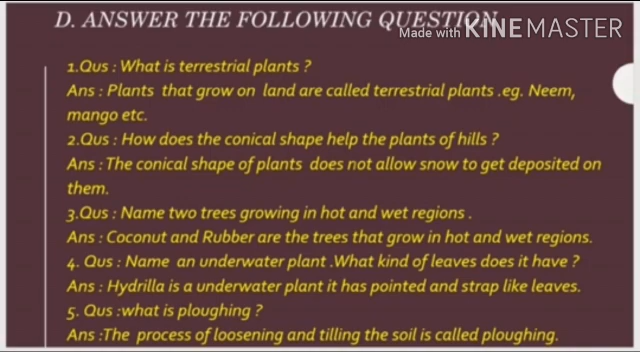 D. ANSWER THE FOLLOWING QUESTION
Made with KINEMASTER
1.Qus : What is terrestrial plants ?
Ans : Plants that grow on land are called terrestrial plants .eg. Neem,
mango etc.
2.Qus : How does the conical shape help the plants of hills ?
Ans : The conical shape of plants does not allow snow to get deposited on
them.
3.Qus : Name two trees growing in hot and wet regions .
Ans : Coconut and Rubber are the trees that grow in hot and wet regions.
4. Qus : Name an underwater plant .What kind of leaves does it have ?
Ans : Hydrilla is a underwater plant it has pointed and strap like leaves.
5. Qus :what is ploughing ?
Ans :The process of loosening and tilling the soil is called ploughing.